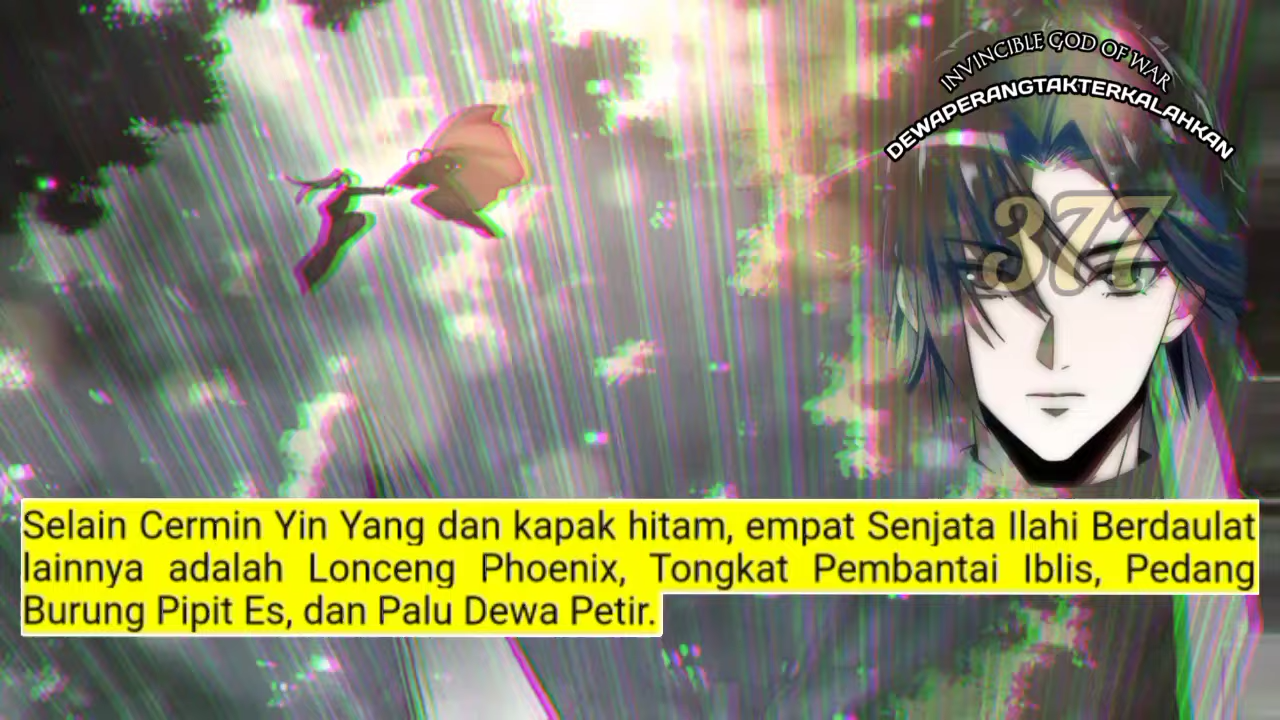 INVINCIBLE GOD OF WAR
DEWAPERANGTAKTERKALAHKAN
377
Selain Cermin Yin Yang dan kapak hitam, empat Senjata Ilahi Berdaulat
lainnya adalah Lonceng Phoenix, Tongkat Pembantai Iblis, Pedang
Burung Pipit Es, dan Palu Dewa Petir.